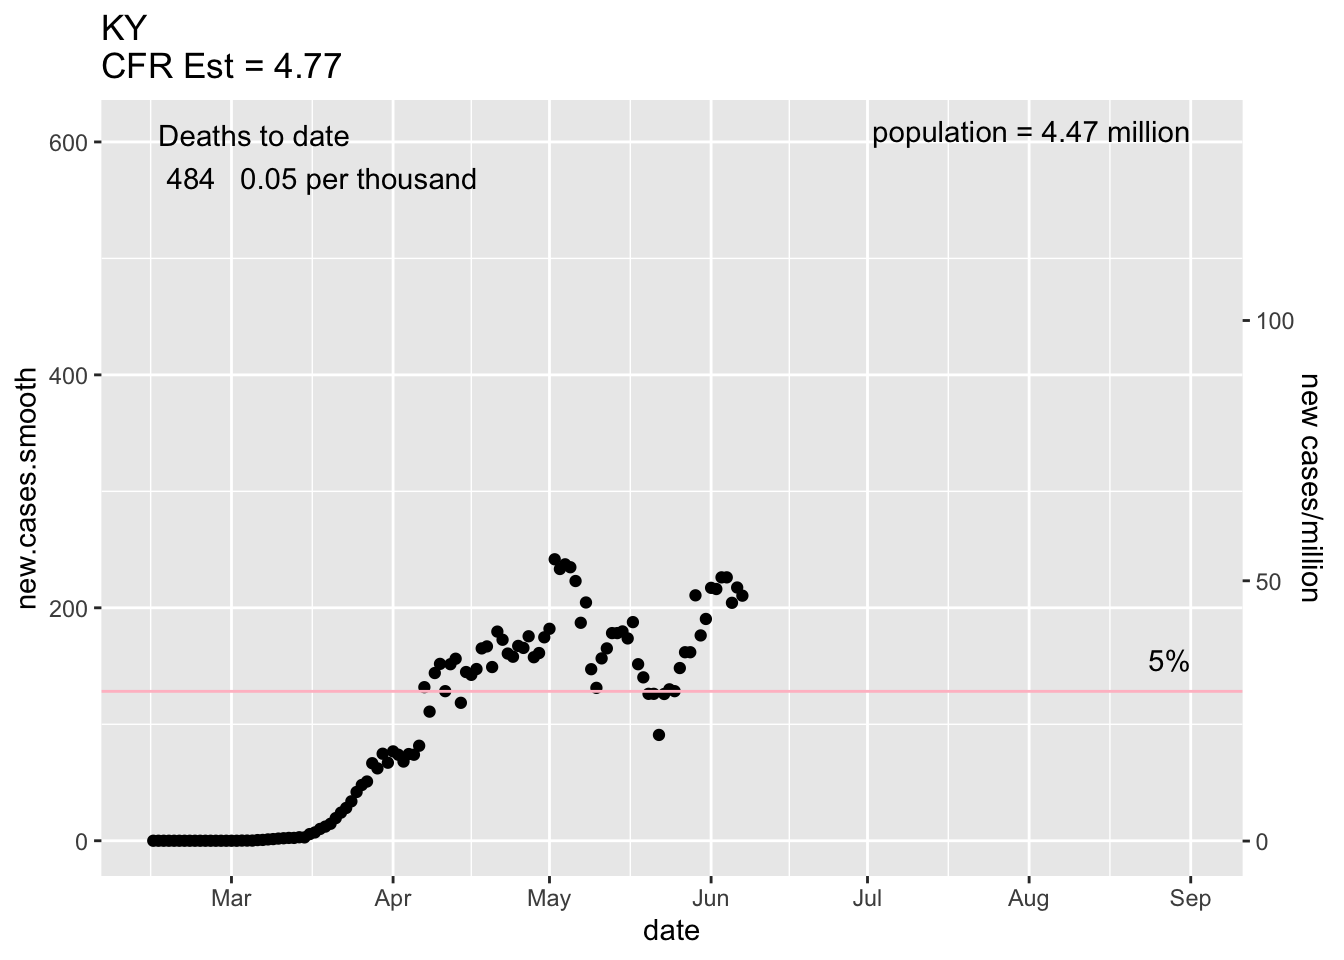 KY
CFR Est = 4.77
Deaths to date
484 0.05 per thousand
population = 4.47 million
600
400
200
0
new.cases.smooth
100
50
0
new cases/million
5%
Mar Apr May Jun Jul Aug Sep
date